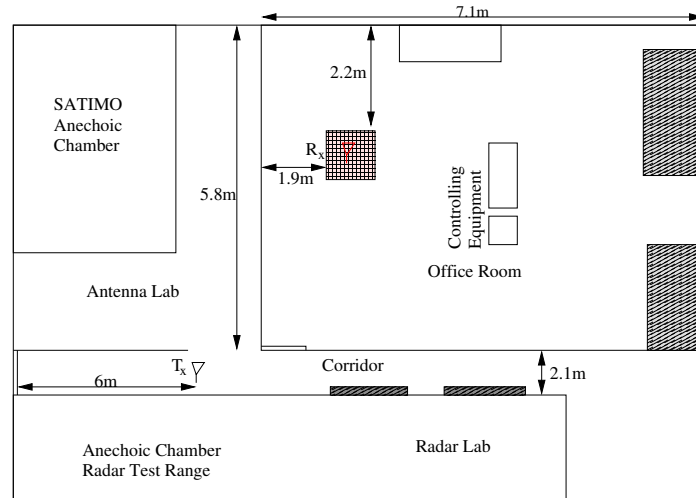 7.1m
2.2m
SATIMO
Anechoic
Chamber
Rx
1.9m
5.8m
Controlling
Equipment
Office Room
Antenna Lab
Tx
Corridor
6m
2.1m
Anechoic Chamber
Radar Test Range
Radar Lab